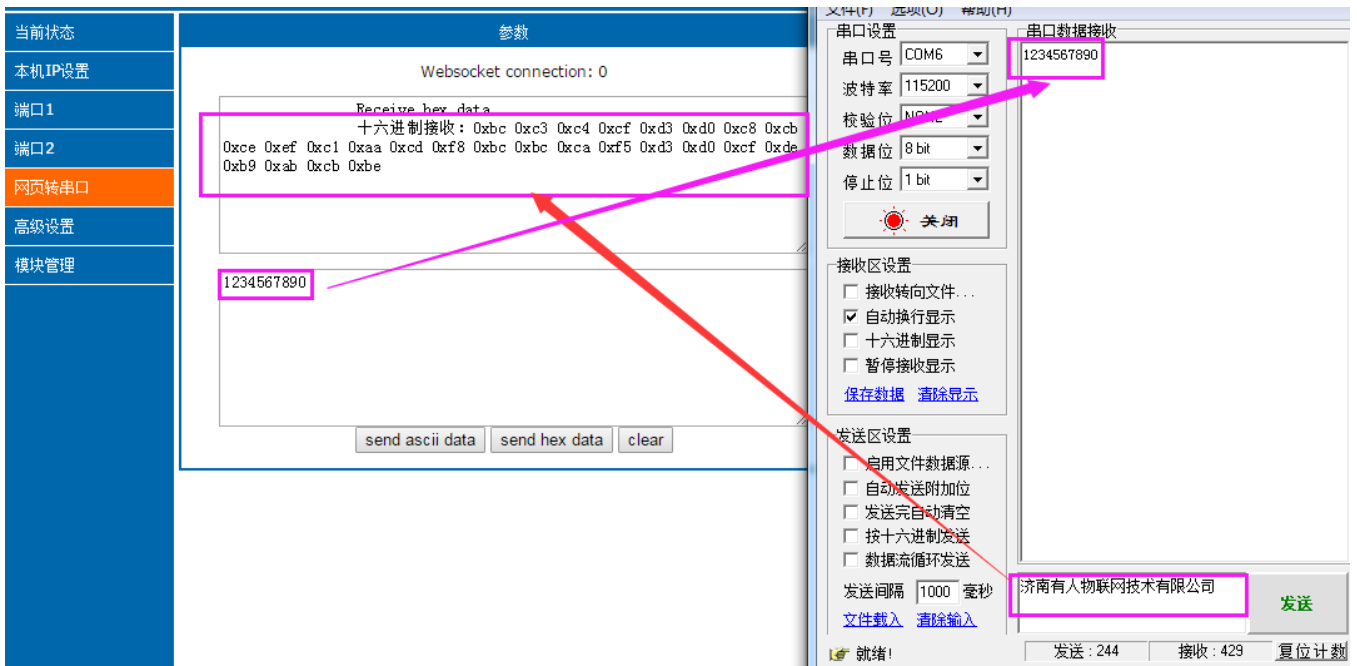 当前状态
本机IP设置
端口1
端口2
网页转串口
高级设置
模块管理
参数
Websocket connection: 0
Receive hex data
十六进制接收: 0xbc 0xc3 0xc4 0xcf 0xd3 0xd0 0xc8 0xcb
0xce 0xef 0xc1 0xaa 0xcd 0xf8 0xbc 0xbc 0xca 0xf5 0xd3 0xd0 0xcf 0xde
0xb9 0xab 0xcb 0xbe
1234567890
send ascii data send hex data clear
文件(F) 选项(O) 帮助(H)
串口设置
串口号 COM6
波特率 115200
校验位 NONE
数据位 8 bit
停止位 1 bit
关闭
接收区设置
接收转向文件...
自动换行显示
十六进制显示
暂停接收显示
保存数据 清除显示
发送区设置
启用文件数据源...
自动发送附加位
发送完自动清空
按十六进制发送
数据流循环发送
发送间隔 1000 毫秒
文件载入 清除输入
串口数据接收
1234567890
济南有人物联网技术有限公司
发送
就绪! 发送:244 接收:429 复位计数